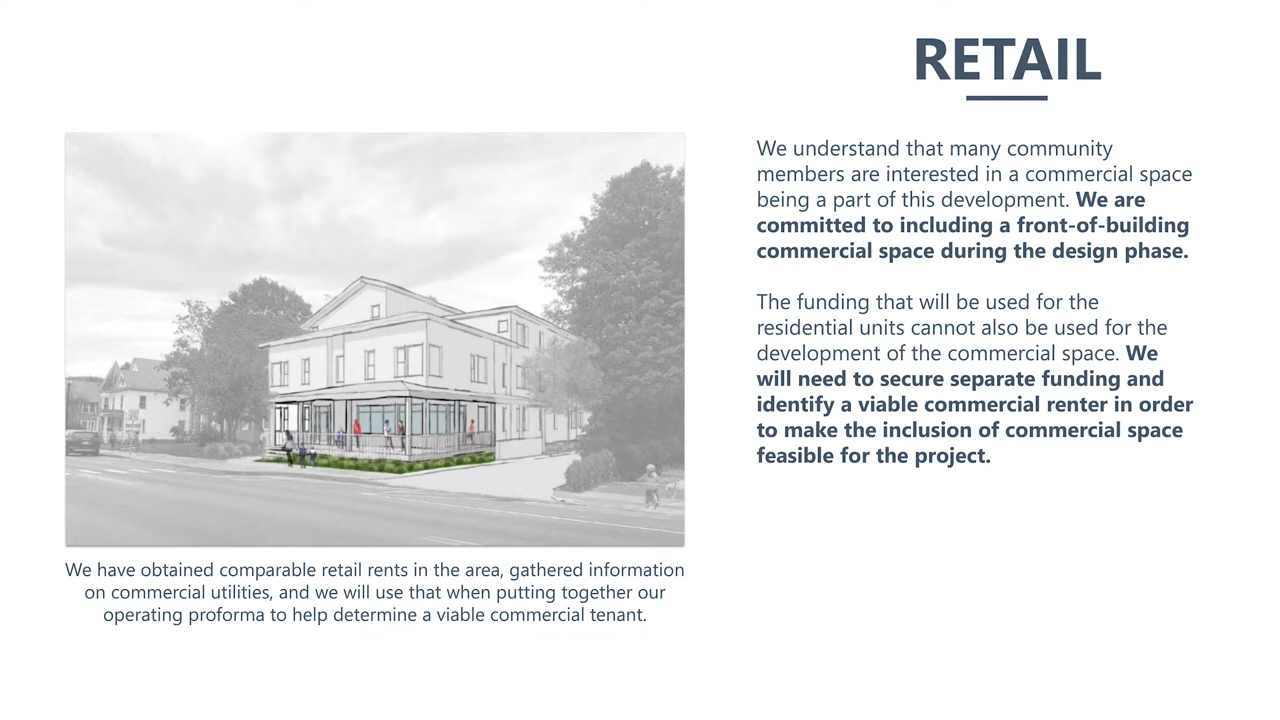 RETAIL
We understand that many community
members are interested in a commercial space
being a part of this development. We are
committed to including a front-of-building
commercial space during the design phase.
The funding that will be used for the
residential units cannot also be used for the
development of the commercial space. We
will need to secure separate funding and
identify a viable commercial renter in order
to make the inclusion of commercial space
feasible for the project.
We have obtained comparable retail rents in the area, gathered information
on commercial utilities, and we will use that when putting together our
operating proforma to help determine a viable commercial tenant.